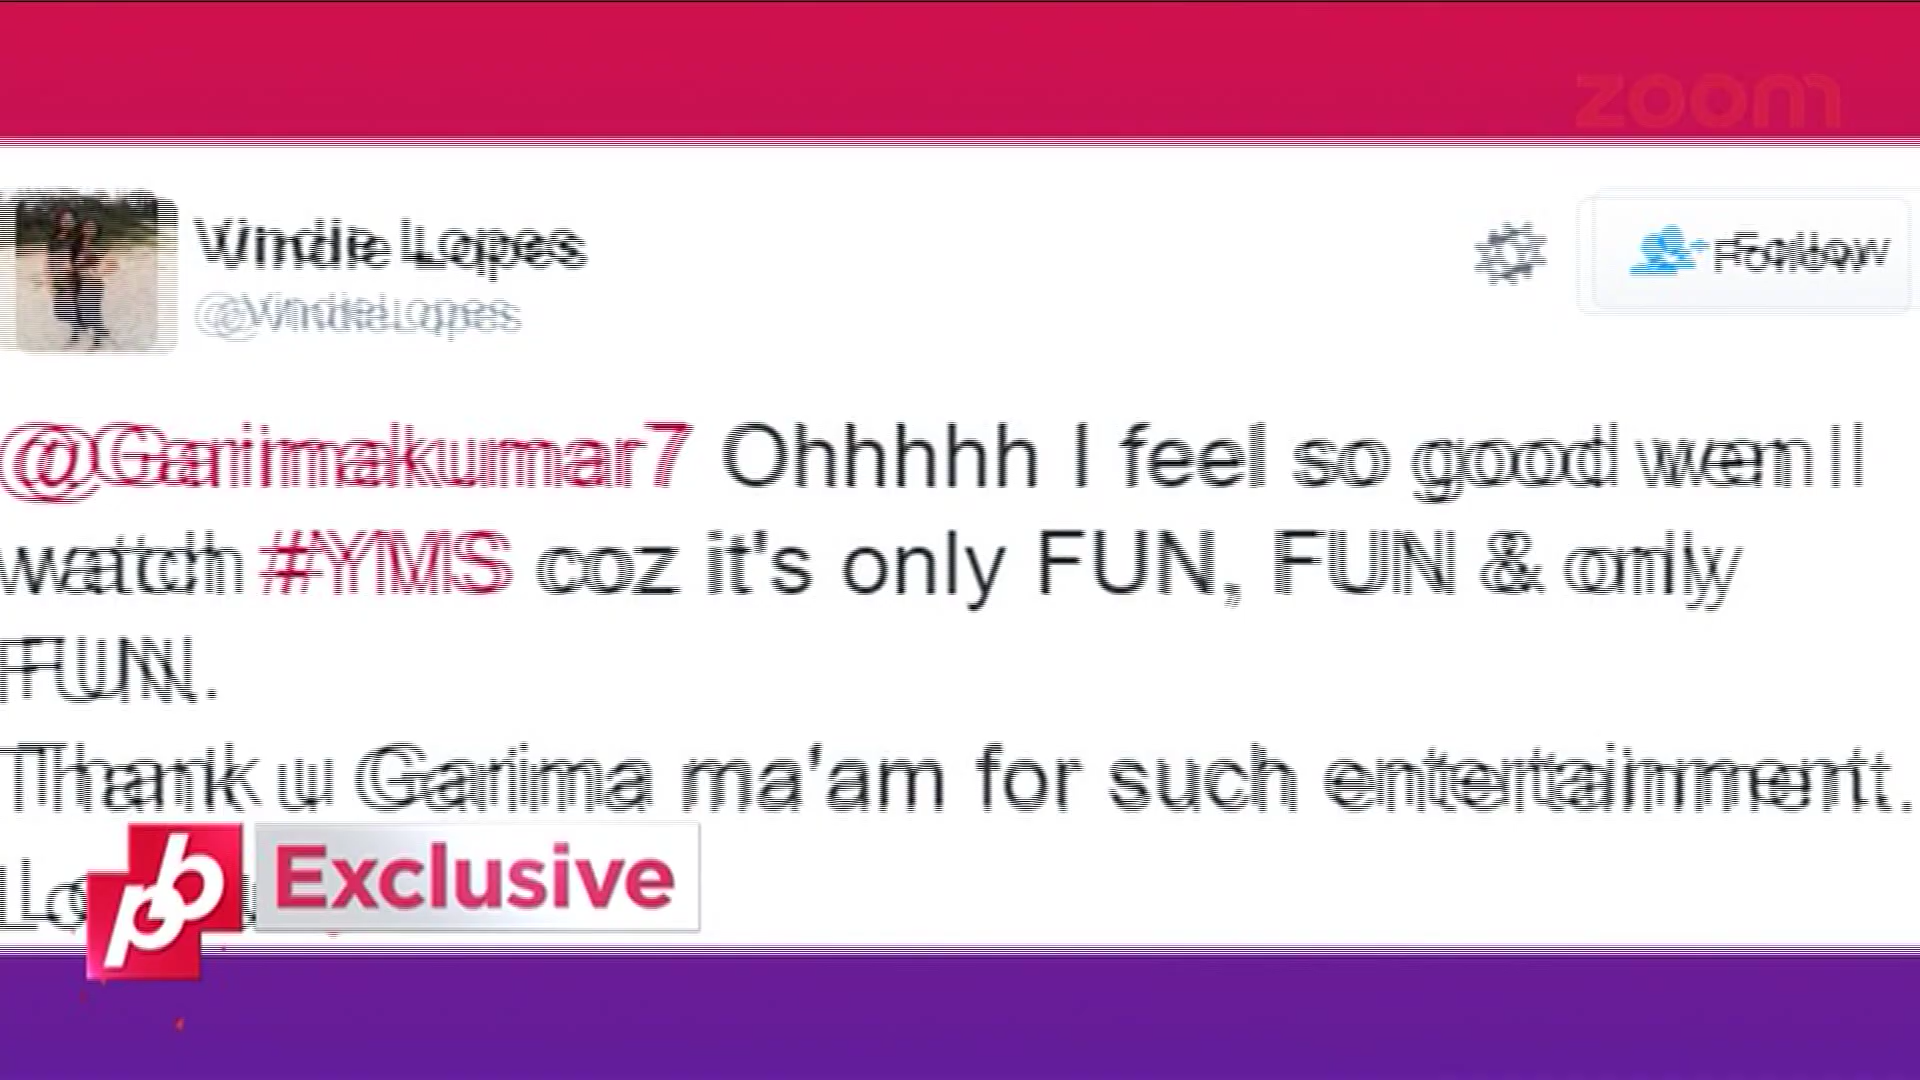 zoom
Vindie Lopes
@VindieLopes
Follow
@Garimakumar7 Ohhhhh I feel so good wen I
watch #YMS coz it's only FUN, FUN & only
FUN.
Thank u Garima ma'am for such entertainment.
pb Exclusive